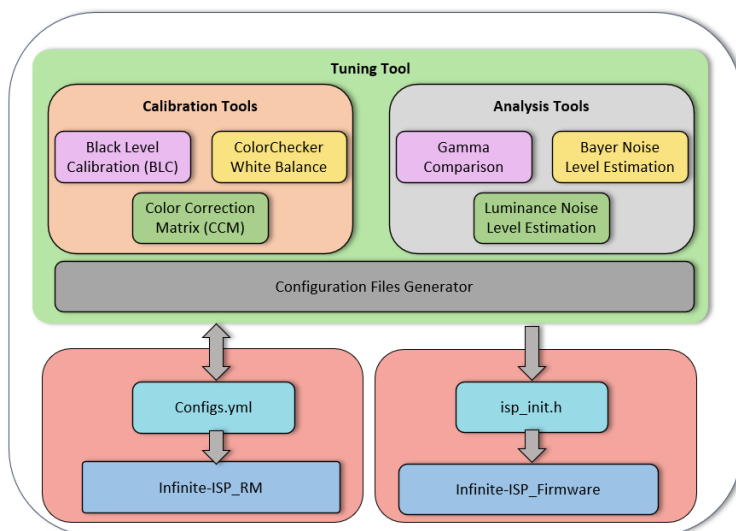 Tuning Tool
Calibration Tools
Black Level
Calibration (BLC)
ColorChecker
White Balance
Color Correction
Matrix (CCM)
Analysis Tools
Gamma
Comparison
Bayer Noise
Level Estimation
Luminance Noise
Level Estimation
Configuration Files Generator
Configs.yml
Infinite-ISP_RM
isp_init.h
Infinite-ISP_Firmware